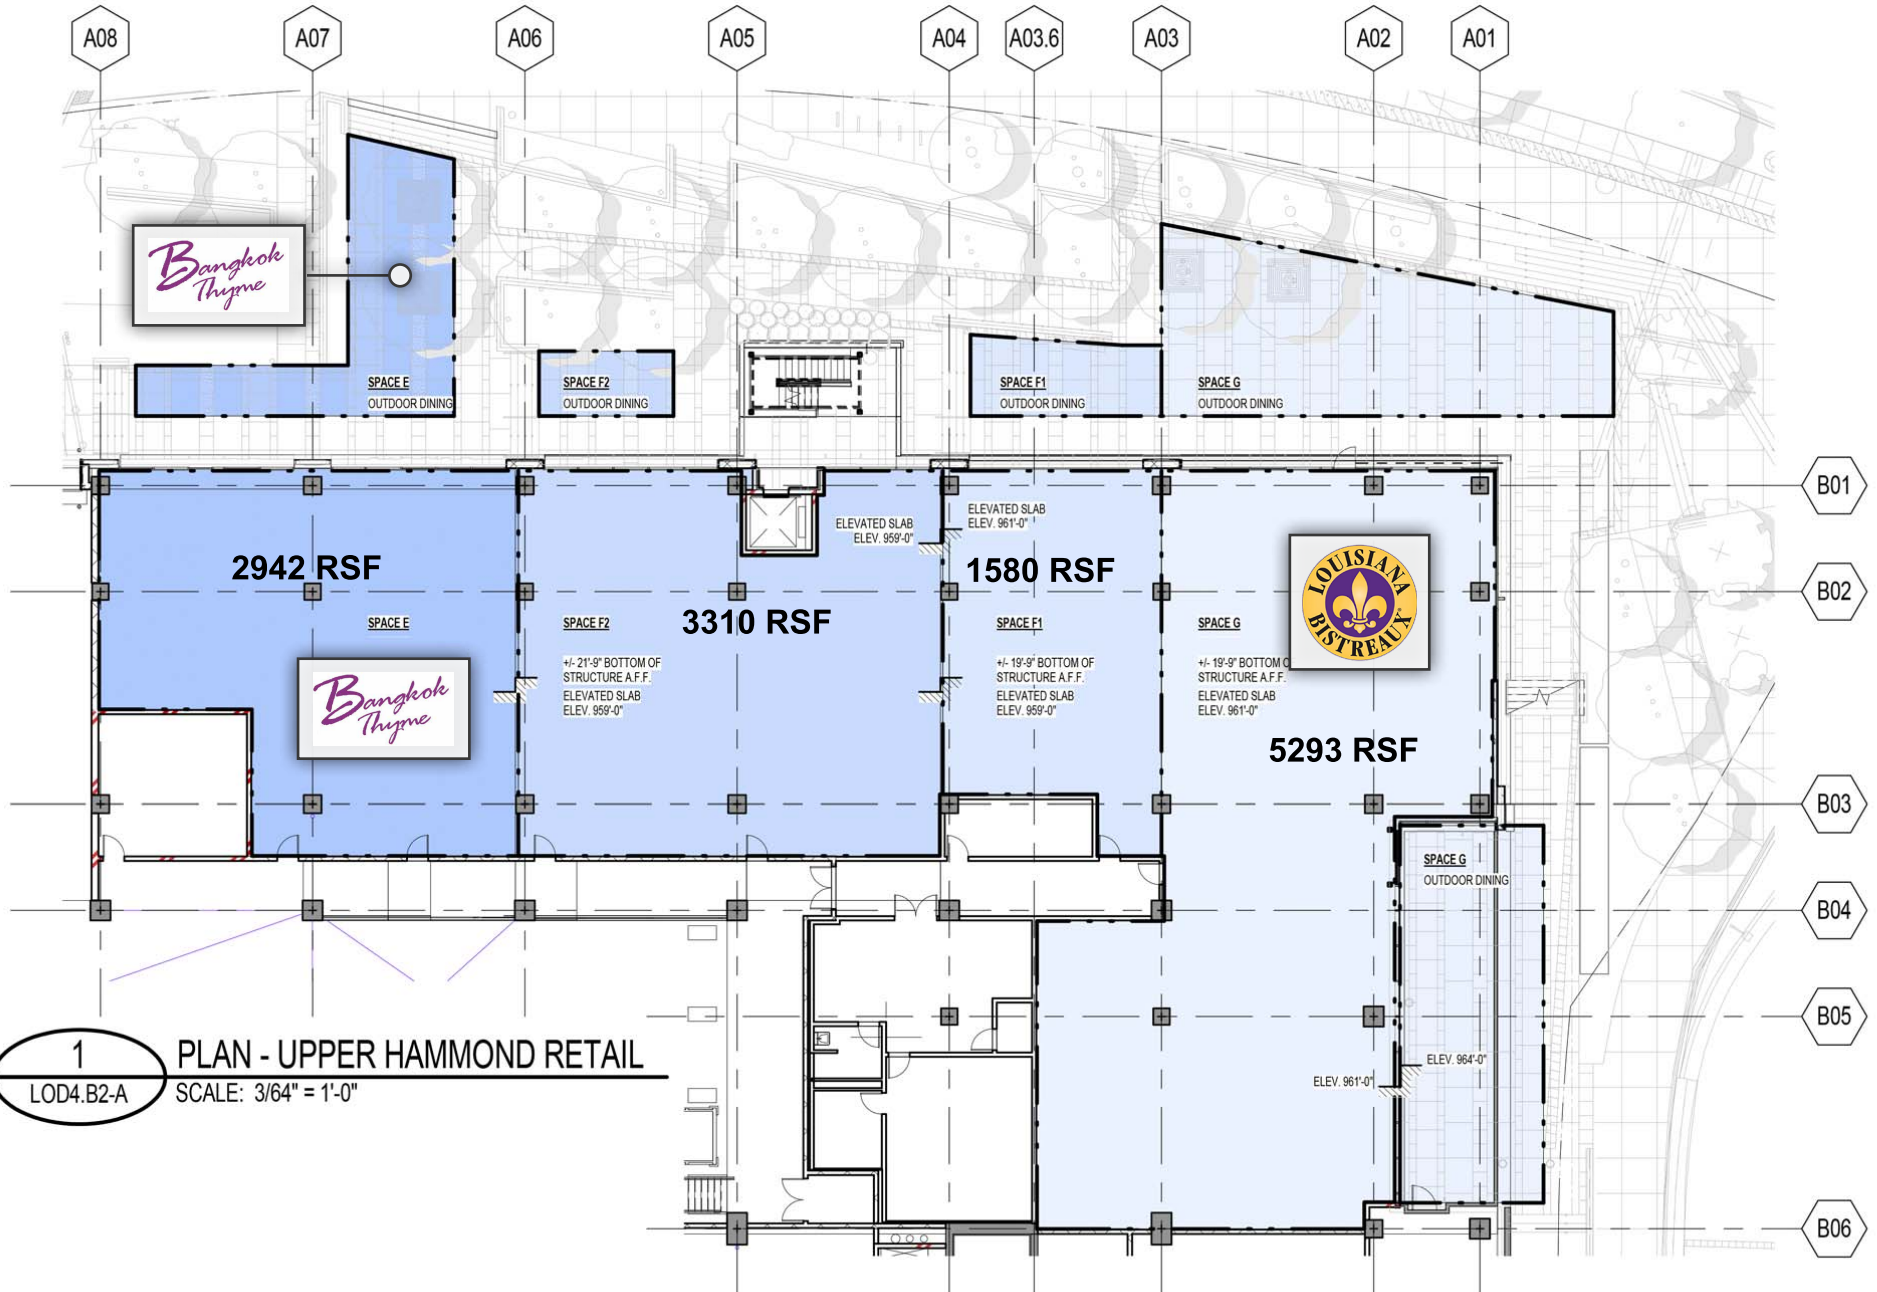 A08
A07
A06
A05
A04
A03.6
A03
A02
A01
Bangkok
Thyme
SPACE E
OUTDOOR DINING
SPACE F2
OUTDOOR DINING
SPACE F1
OUTDOOR DINING
SPACE G
OUTDOOR DINING
B01
ELEVATED SLAB
ELEV. 959'-0"
ELEVATED SLAB
ELEV. 961'-0"
2942 RSF
1580 RSF
LOUISIANA
BISTREAUX
B02
SPACE E
SPACE F2
3310 RSF
SPACE F1
SPACE G
+/- 21'-9" BOTTOM OF
STRUCTURE A.F.F.
ELEVATED SLAB
ELEV. 959'-0"
+/- 19'-9" BOTTOM OF
STRUCTURE A.F.F.
ELEVATED SLAB
ELEV. 959'-0"
+/- 19'-9" BOTTOM O
STRUCTURE A.F.F.
ELEVATED SLAB
ELEV. 961'-0"
Bangkok
Thyme
5293 RSF
B03
SPACE G
OUTDOOR DINING
B04
B05
1
LOD4.B2-A
PLAN - UPPER HAMMOND RETAIL
SCALE: 3/64" = 1'-0"
ELEV. 964'-0"
ELEV. 961'-0"
B06